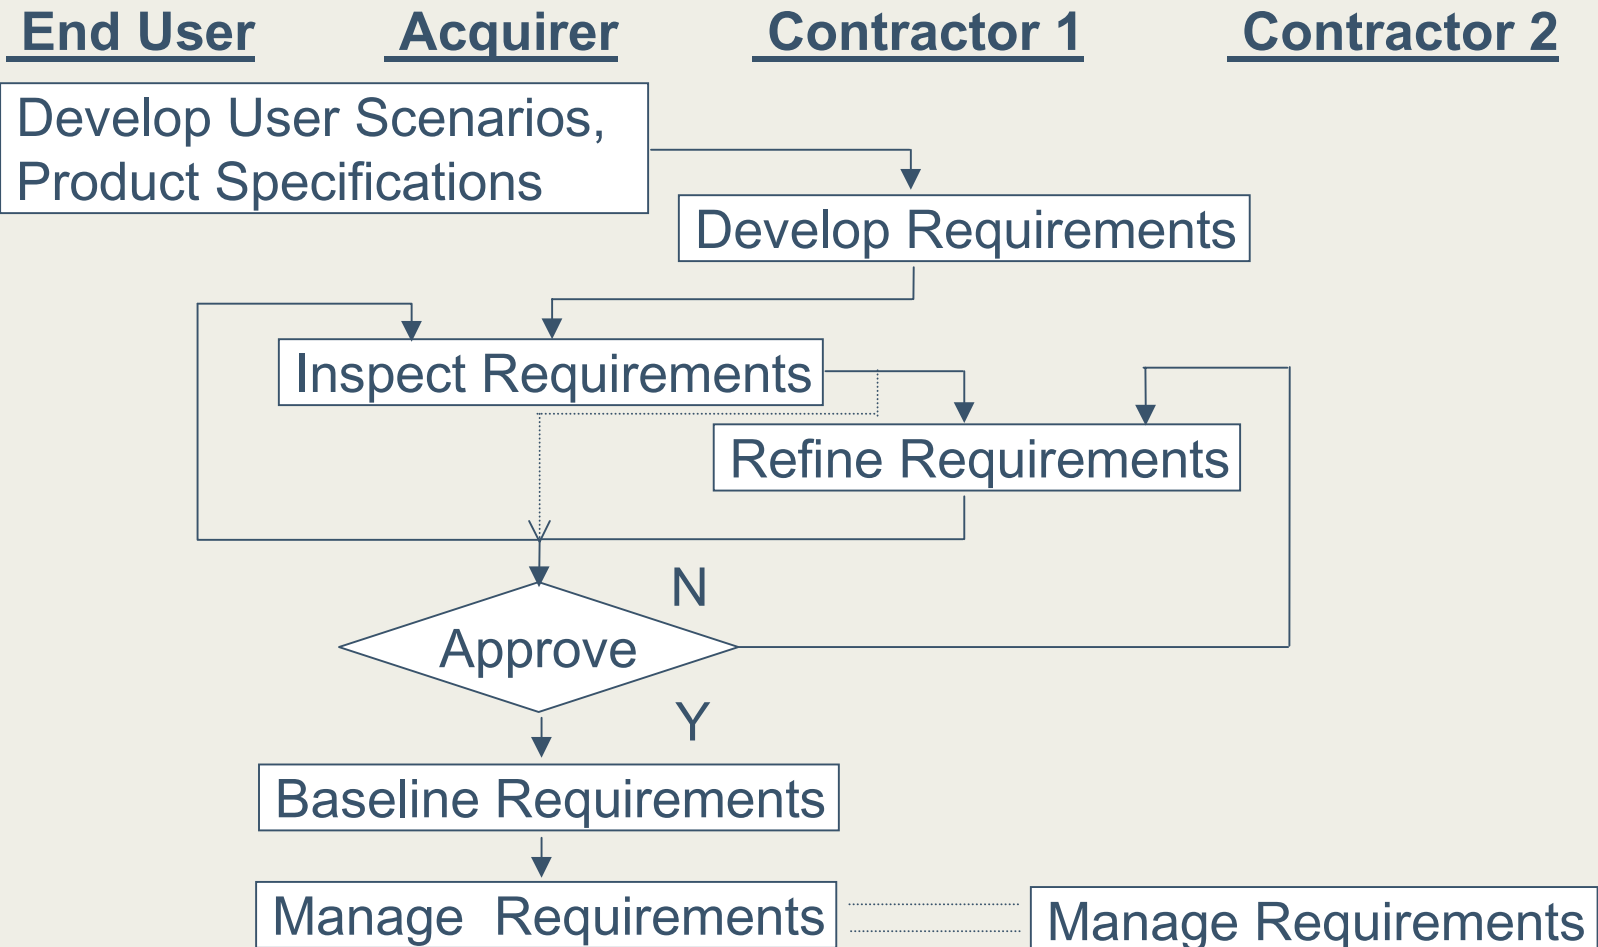 End User Acquirer Contractor 1 Contractor 2
Develop User Scenarios,
Product Specifications
Develop Requirements
Inspect Requirements
Refine Requirements
N
Approve
Y
Baseline Requirements
Manage Requirements
Manage Requirements